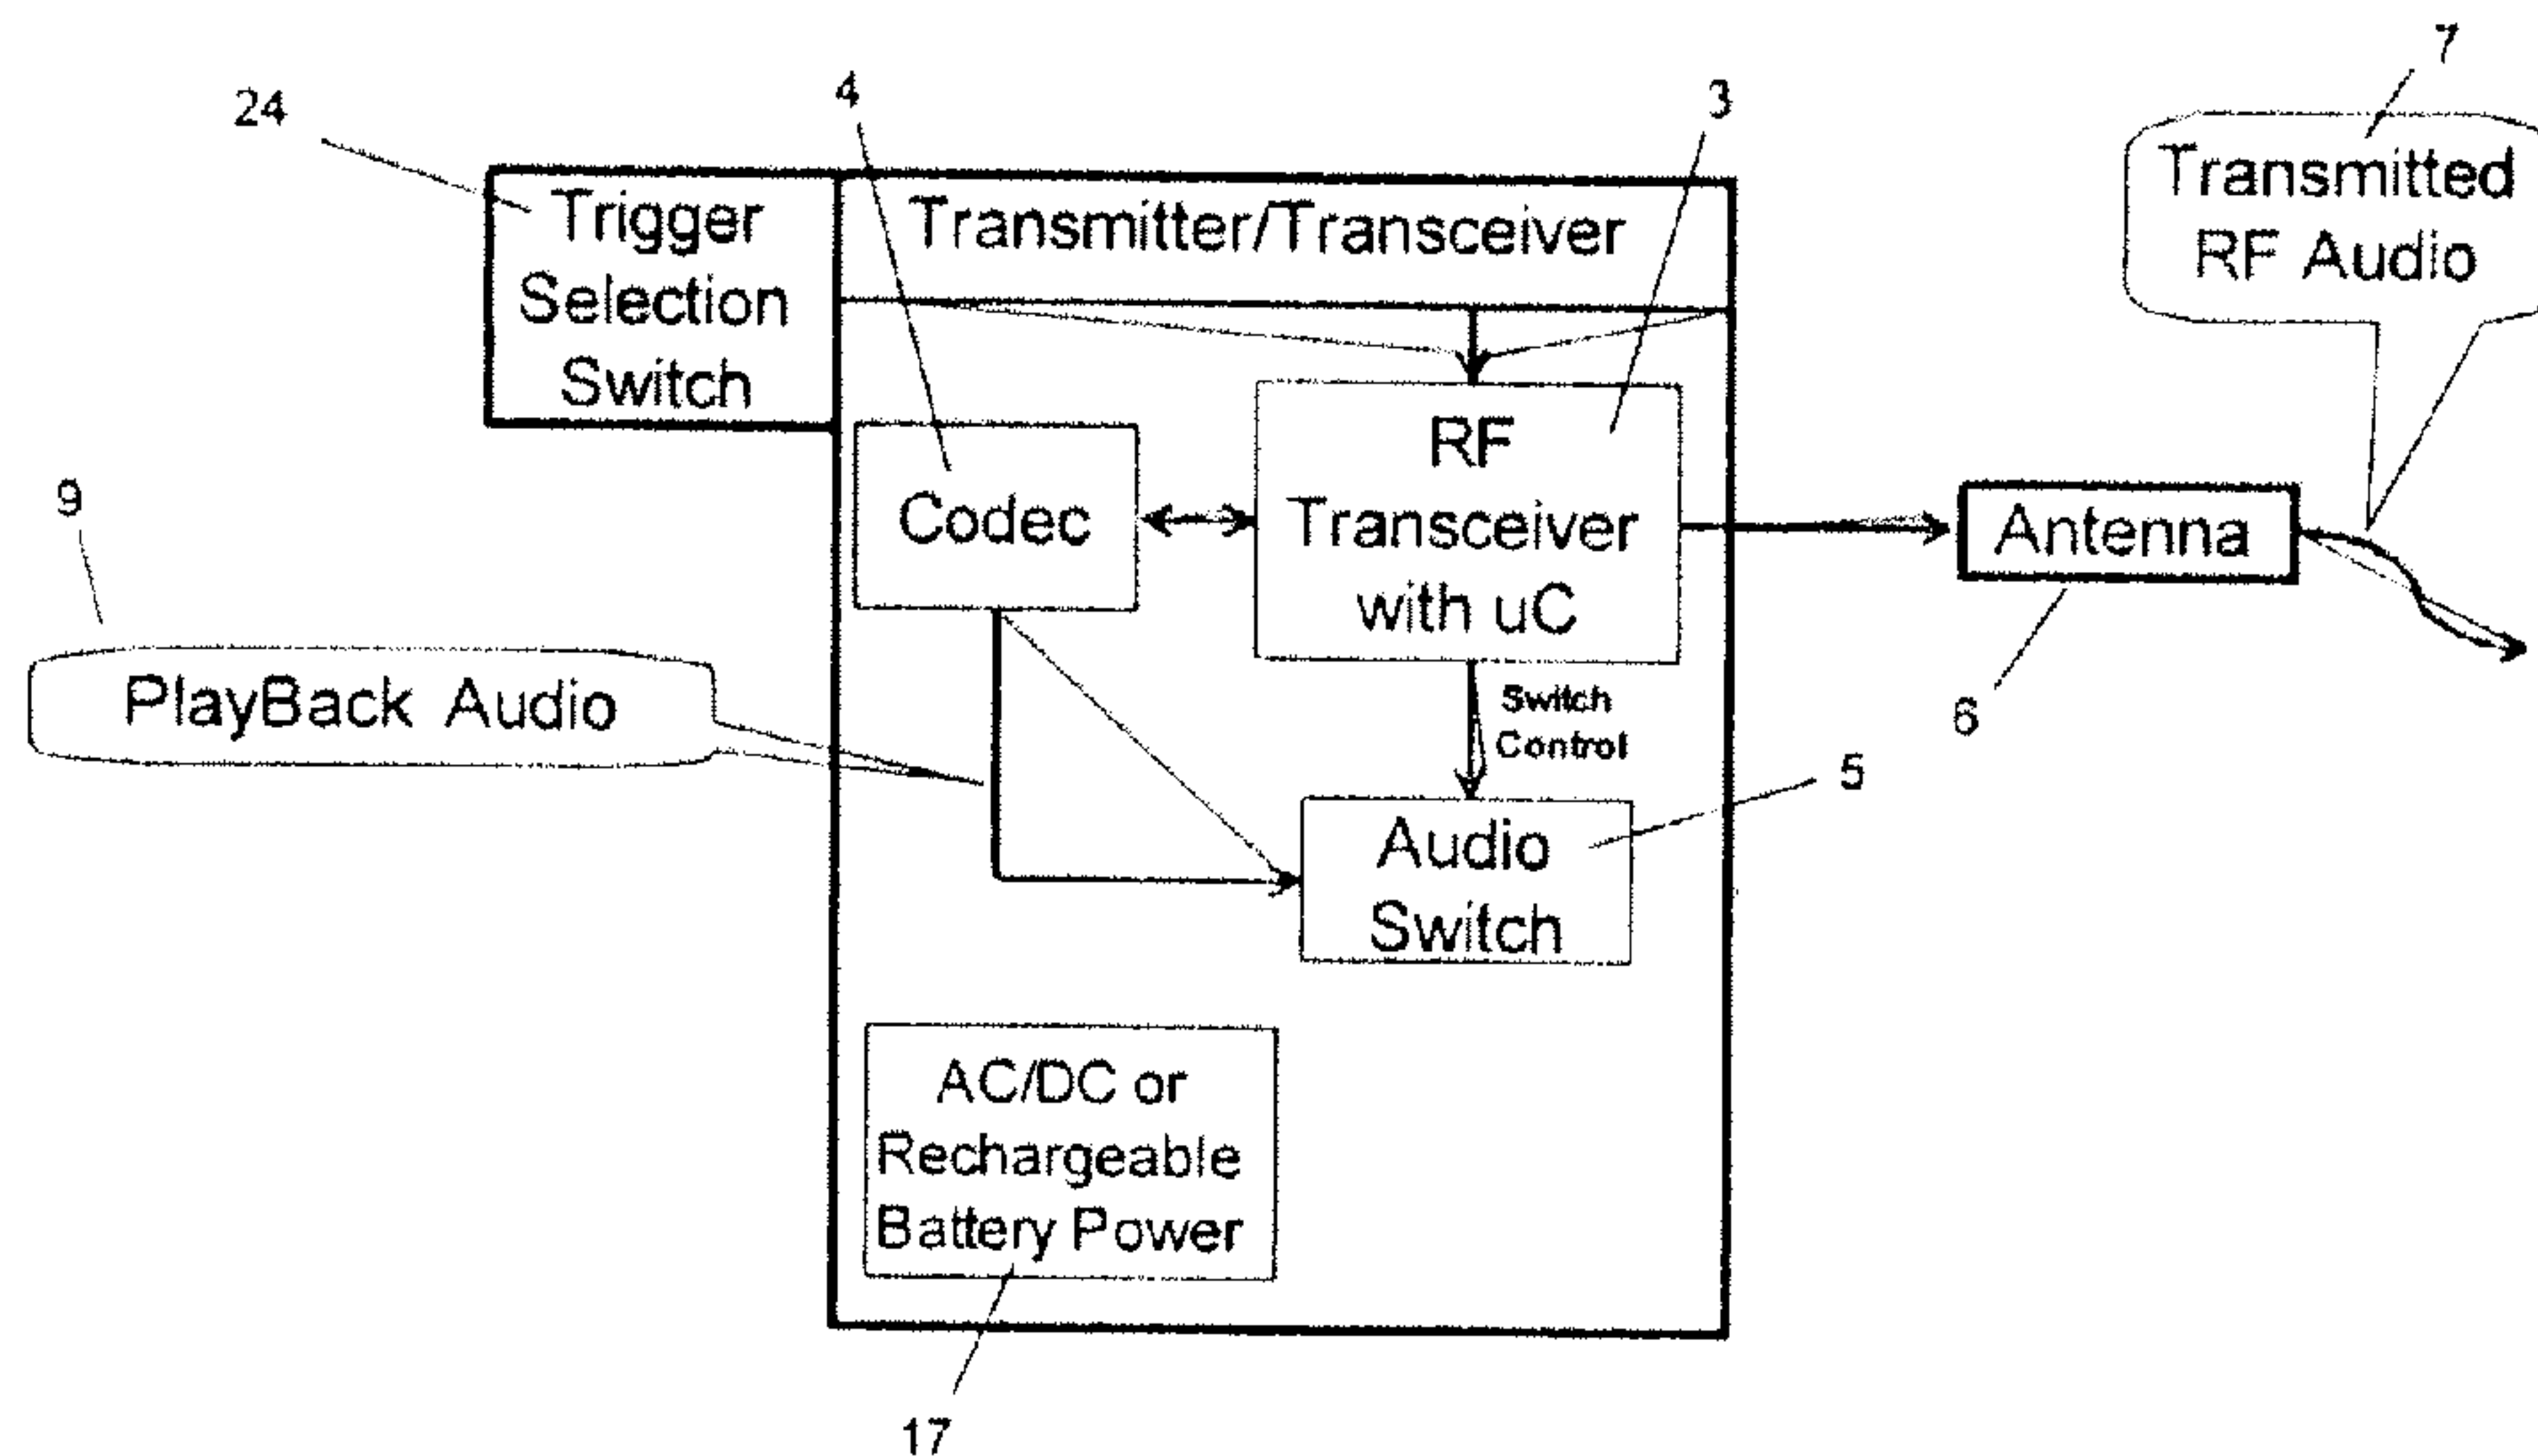 7
4
3
24
Transmitted
RF Audio
Trigger
Selection
Switch
Transmitter/Transceiver
RF
Transceiver
with uC
Codec
Antenna
9
6
PlayBack Audio
Switch
Control
5
Audio
Switch
AC/DC or
Rechargeable
Battery Power
17